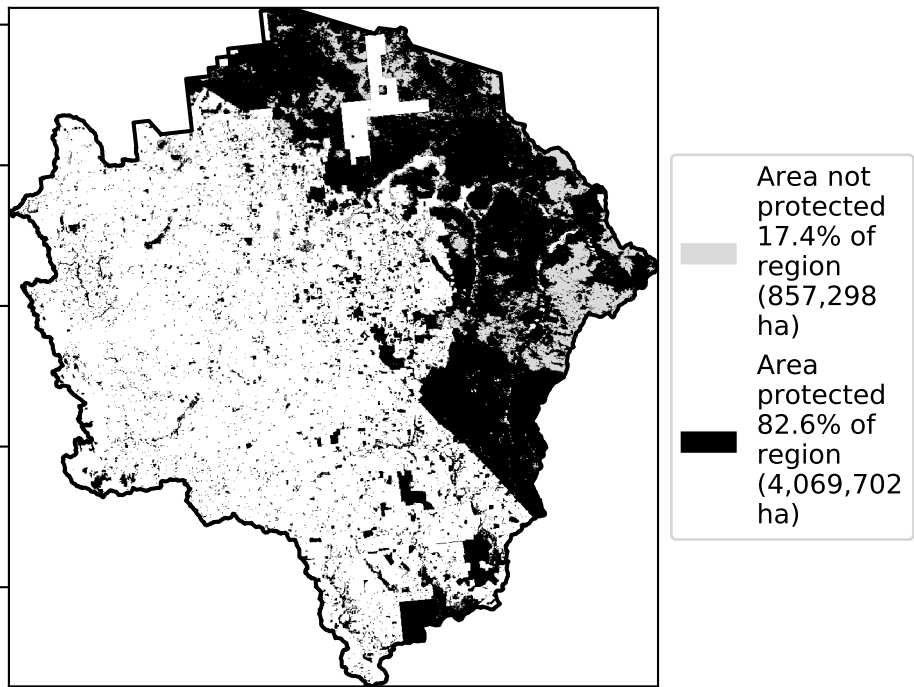 Area not
protected
17.4% of
region
(857,298
ha)
Area
protected
82.6% of
region
(4,069,702
ha)